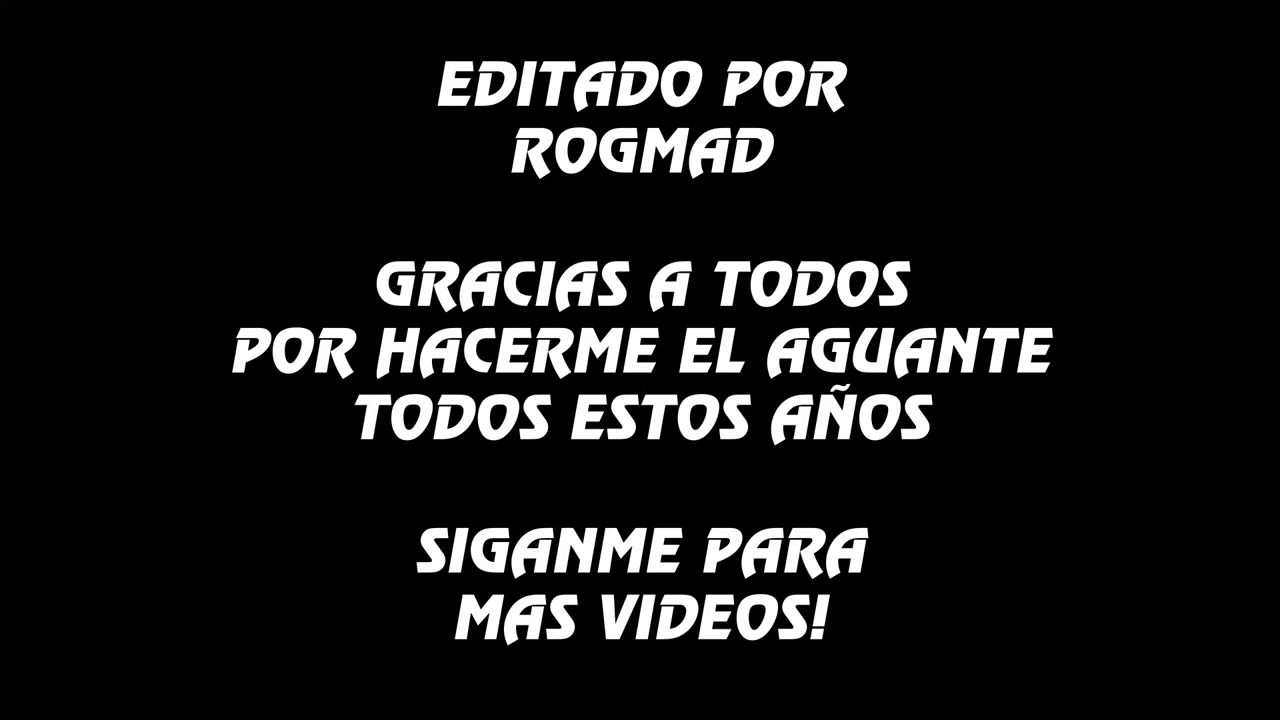 EDITADO POR
ROGMAD
GRACIAS A TODOS
POR HACERME EL AGUANTE
TODOS ESTOS AÑOS
SIGANME PARA
MAS VIDEOS!